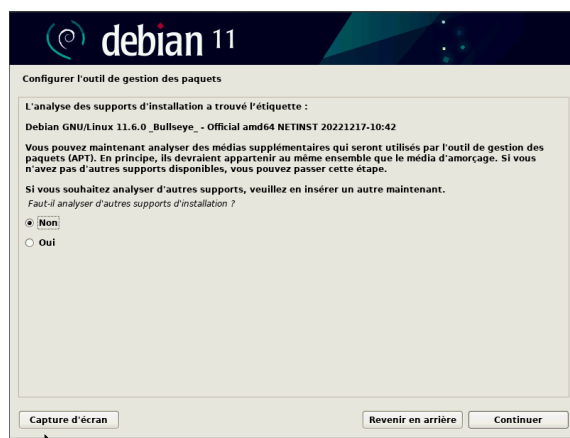 debian 11
Configurer l'outil de gestion des paquets
L'analyse des supports d'installation a trouvé l'étiquette :
Debian GNU/Linux 11.6.0 _Bullseye_ - Official amd64 NETINST 20221217-10:42
Vous pouvez maintenant analyser des médias supplémentaires qui seront utilisés par l'outil de gestion des
paquets (APT). En principe, ils devraient appartenir au même ensemble que le média d'amorçage. Si vous
n'avez pas d'autres supports disponibles, vous pouvez passer cette étape.
Si vous souhaitez analyser d'autres supports, veuillez en insérer un autre maintenant.
Faut-il analyser d'autres supports d'installation ?
Non
Oui
Capture d'écran Revenir en arrière Continuer